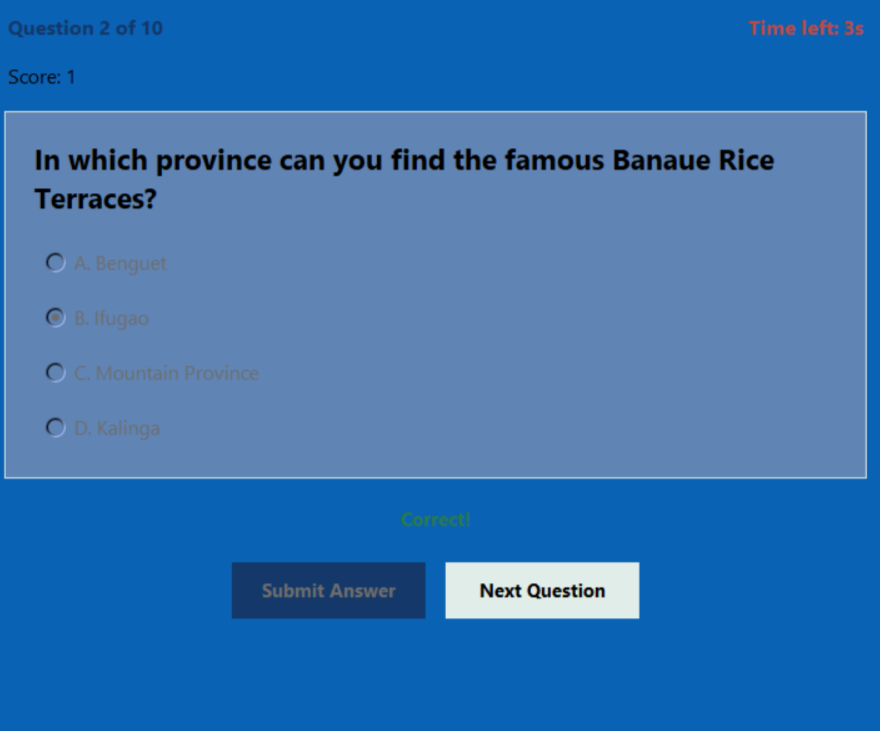 Question 2 of 10
Time left: 3s
Score: 1
In which province can you find the famous Banaue Rice
Terraces?
A. Benguet
B. Ifugao
C. Mountain Province
D. Kalinga
Correct!
Submit Answer
Next Question